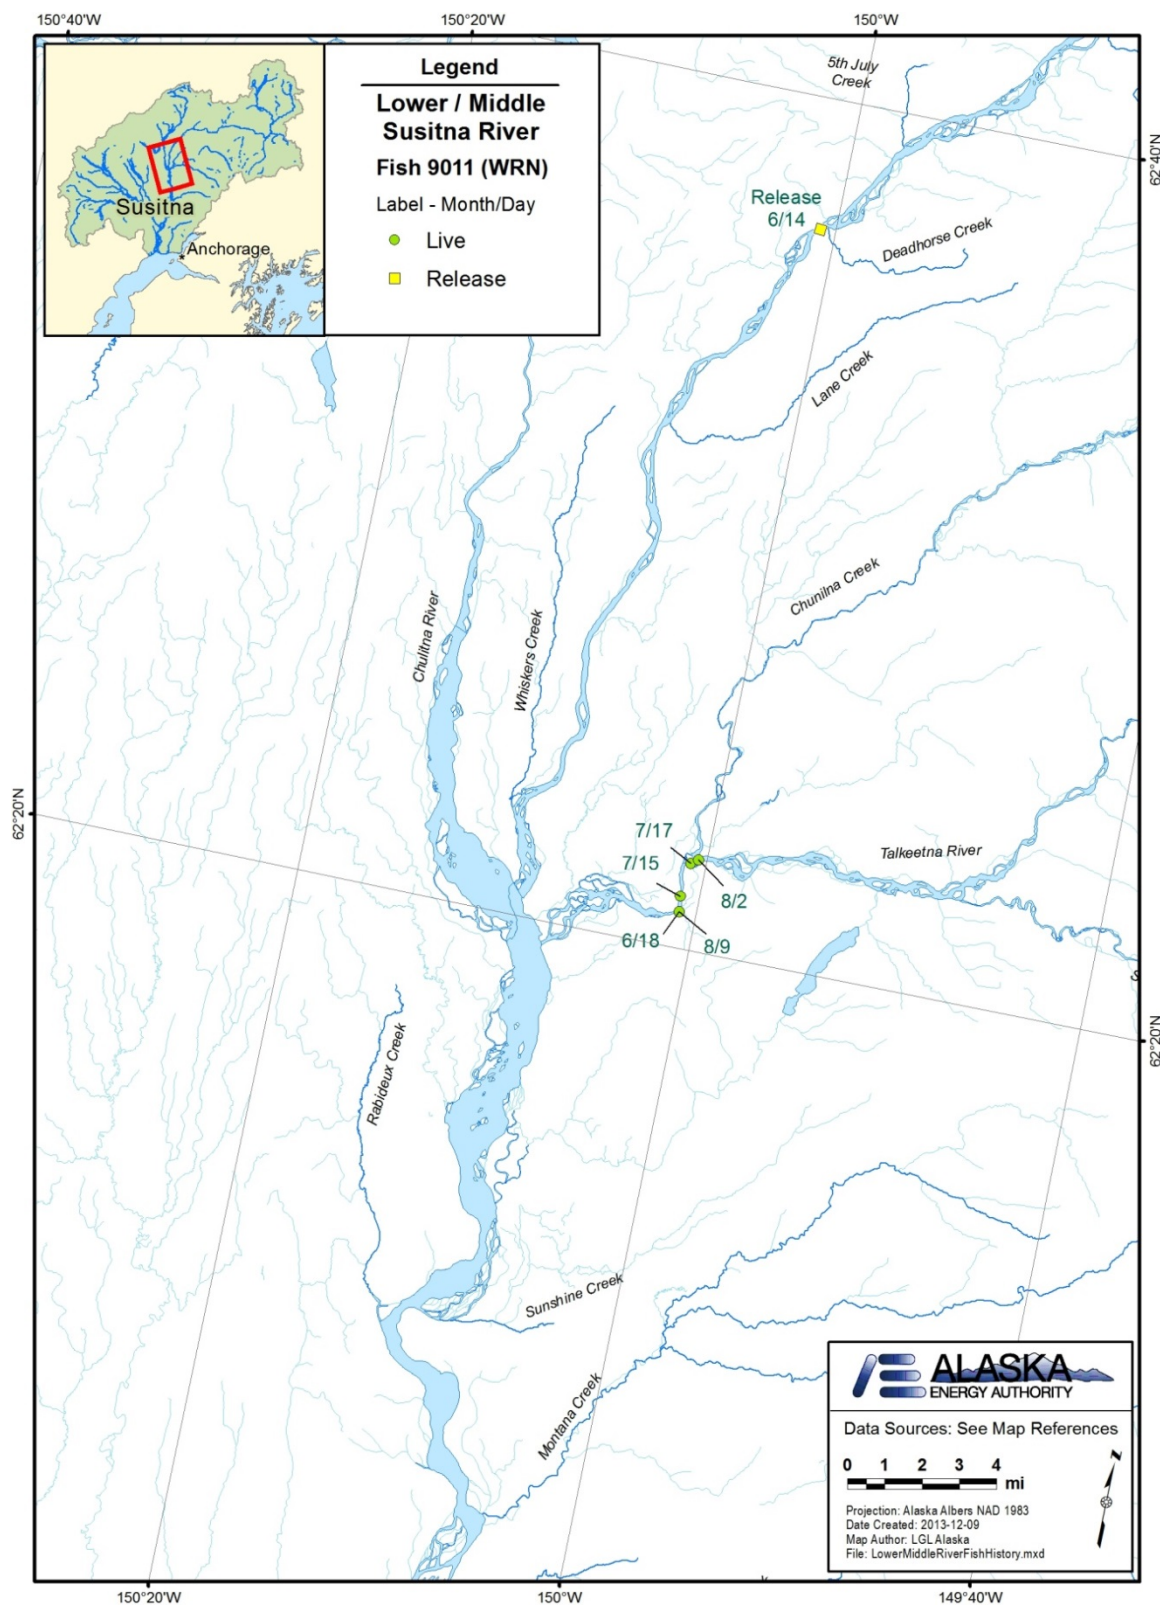 150°40'W
150°20'W
150°W
Legend
Lower / Middle
Susitna River
Fish 9011 (WRN)
Label - Month/Day
Live
Release
Susitna
Anchorage
5th July
Creek
62°40'N
Release
6/14
Deadhorse Creek
Lane Creek
Chunilna Creek
Chulitna River
Whiskers Creek
62°20'N
7/17
7/15
Talkeetna River
8/2
6/18
8/9
S
62°20'N
Rabideux Creek
Sunshine Creek
Montana Creek
ALASKA
ENERGY AUTHORITY
Data Sources: See Map References
0 1 2 3 4
mi
N
Projection: Alaska Albers NAD 1983
Date Created: 2013-12-09
Map Author: LGL Alaska
File: LowerMiddleRiverFishHistory.mxd
150°20'W
150°W
149°40'W